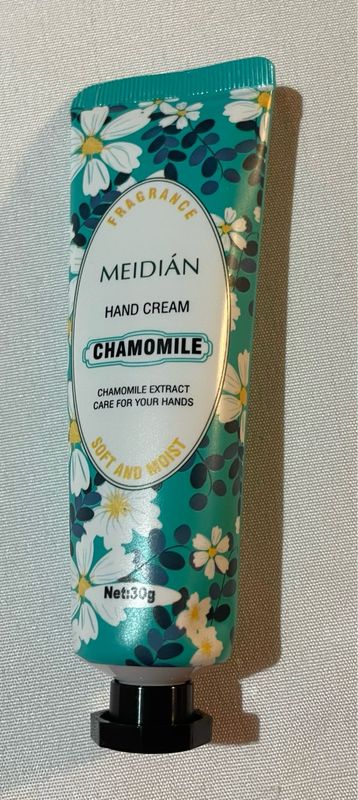 FRAGRANCE
MEIDIÁN
HAND CREAM
CHAMOMILE
CHAMOMILE EXTRACT
CARE FOR YOUR HANDS
SOFT AND MOIST
Net:30g